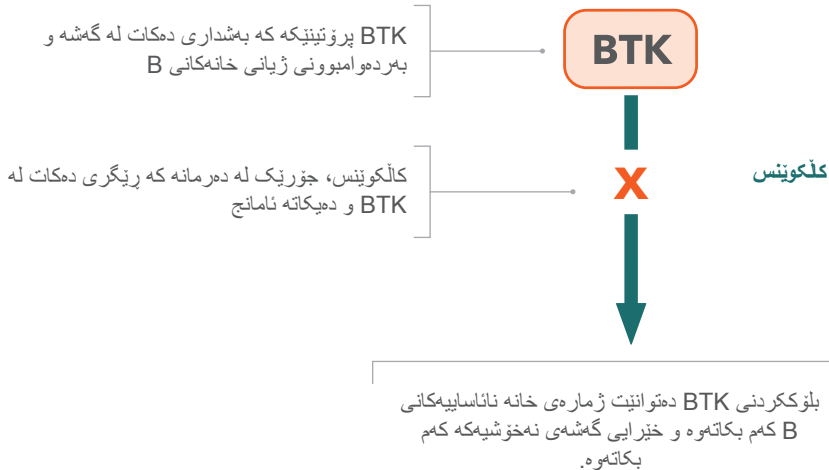 BTK پرۆتینێکە کە بەشداری دەکات لە گەشە و
بەردەوامبوونی ژیانی خانەکانی B
BTK
کاڵکوێنس، جۆرێک لە دەرمانە کە ڕێگری دەکات لە
BTK و دەیکاتە ئامانج
X
کڵکوێنس
بلۆککردنی BTK دەتوانێت ژمارەی خانە نائاساییەکانی
B کەم بکاتەوە و خێرایی گەشەی نەخۆشیەکە کەم
بکاتەوە.